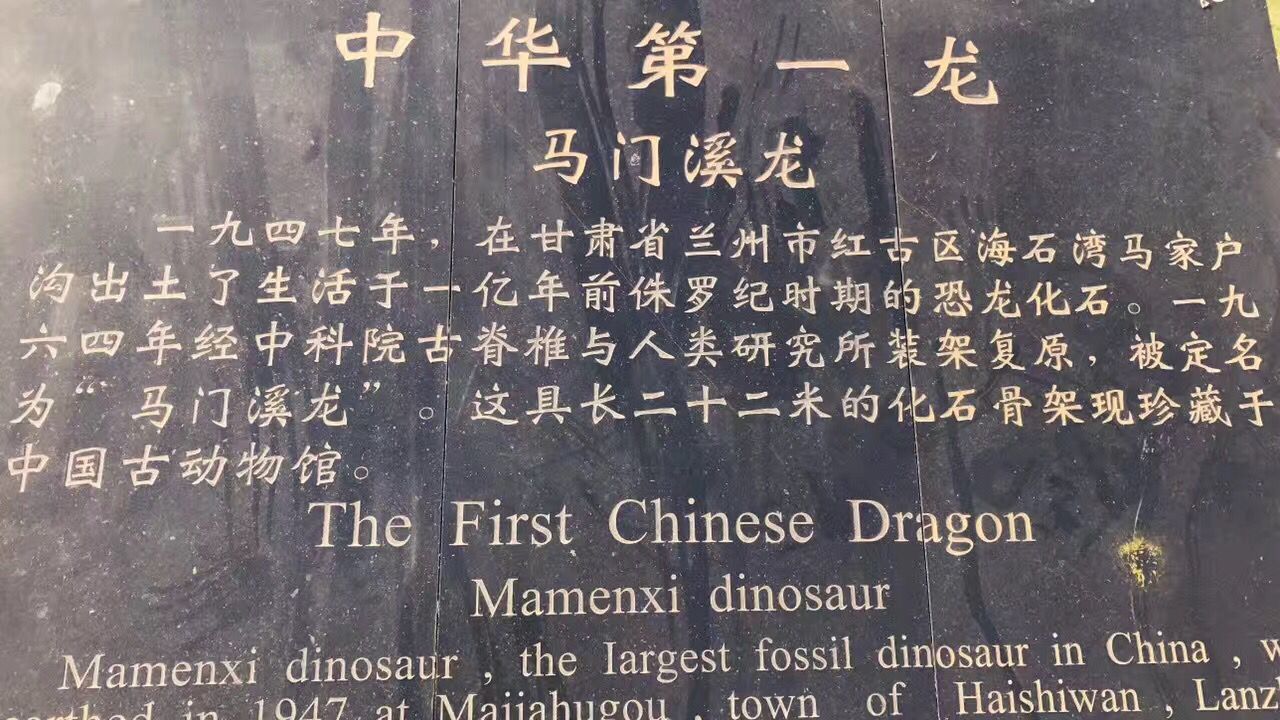 中华第一龙
马门溪龙
一九四七年，在甘肃省兰州市红古区海石湾马家户
沟出土了生活于一亿年前侏罗纪时期的恐龙化石。一九
六四年经中科院古脊椎与人类研究所装架复原，被定名
为“马门溪龙”。这具长二十二米的化石骨架现珍藏于
中国古动物馆。
The First Chinese Dragon
Mamenxi dinosaur
Mamenxi dinosaur , the Iargest fossil dinosaur in China ,
in 1947 at Majiahugou , town of Haishiwan ,